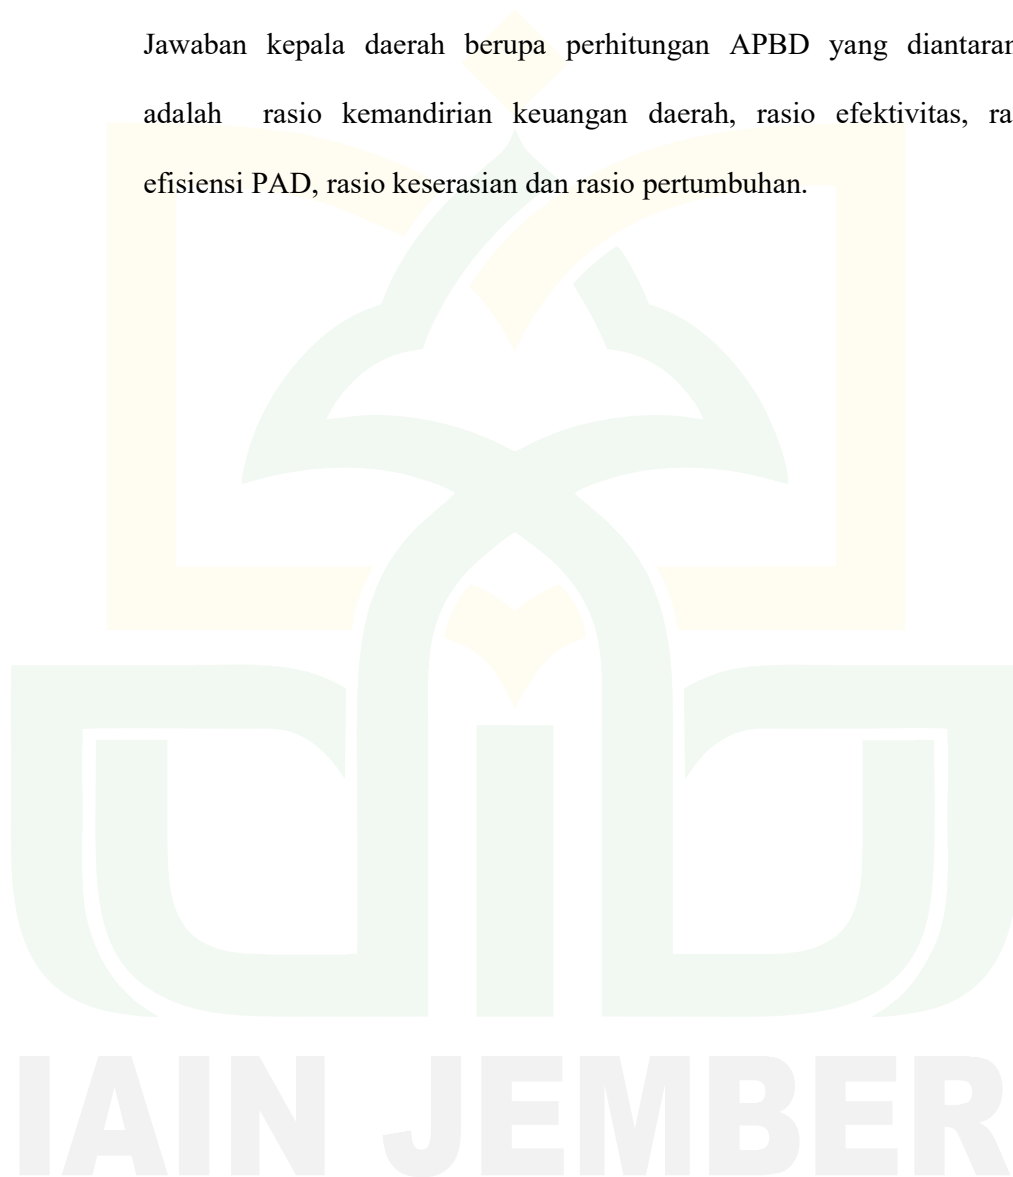 Jawaban kepala daerah berupa perhitungan APBD yang diantaran
adalah rasio kemandirian keuangan daerah, rasio efektivitas, ra
efisiensi PAD, rasio keserasian dan rasio pertumbuhan.
IAIN JEMBER